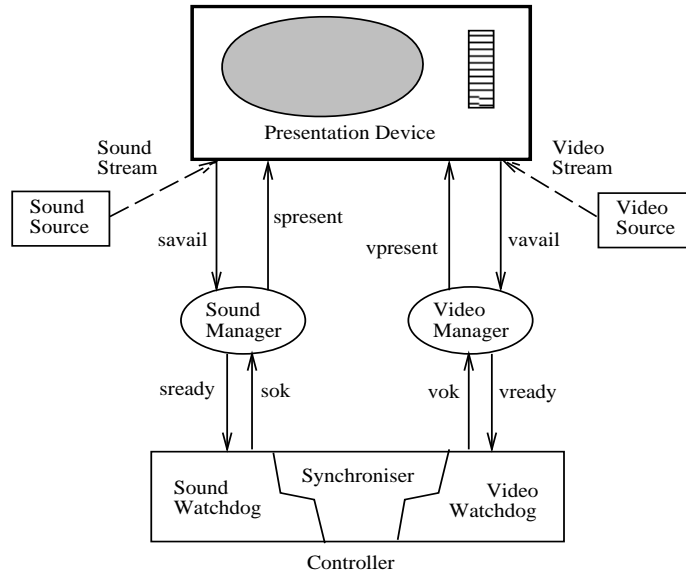 Presentation Device
Sound
Stream
Video
Stream
Sound
Source
Video
Source
spresent
savail
vpresent
vavail
Sound
Manager
Video
Manager
sready
sok
vok
vready
Synchroniser
Sound
Watchdog
Video
Watchdog
Controller